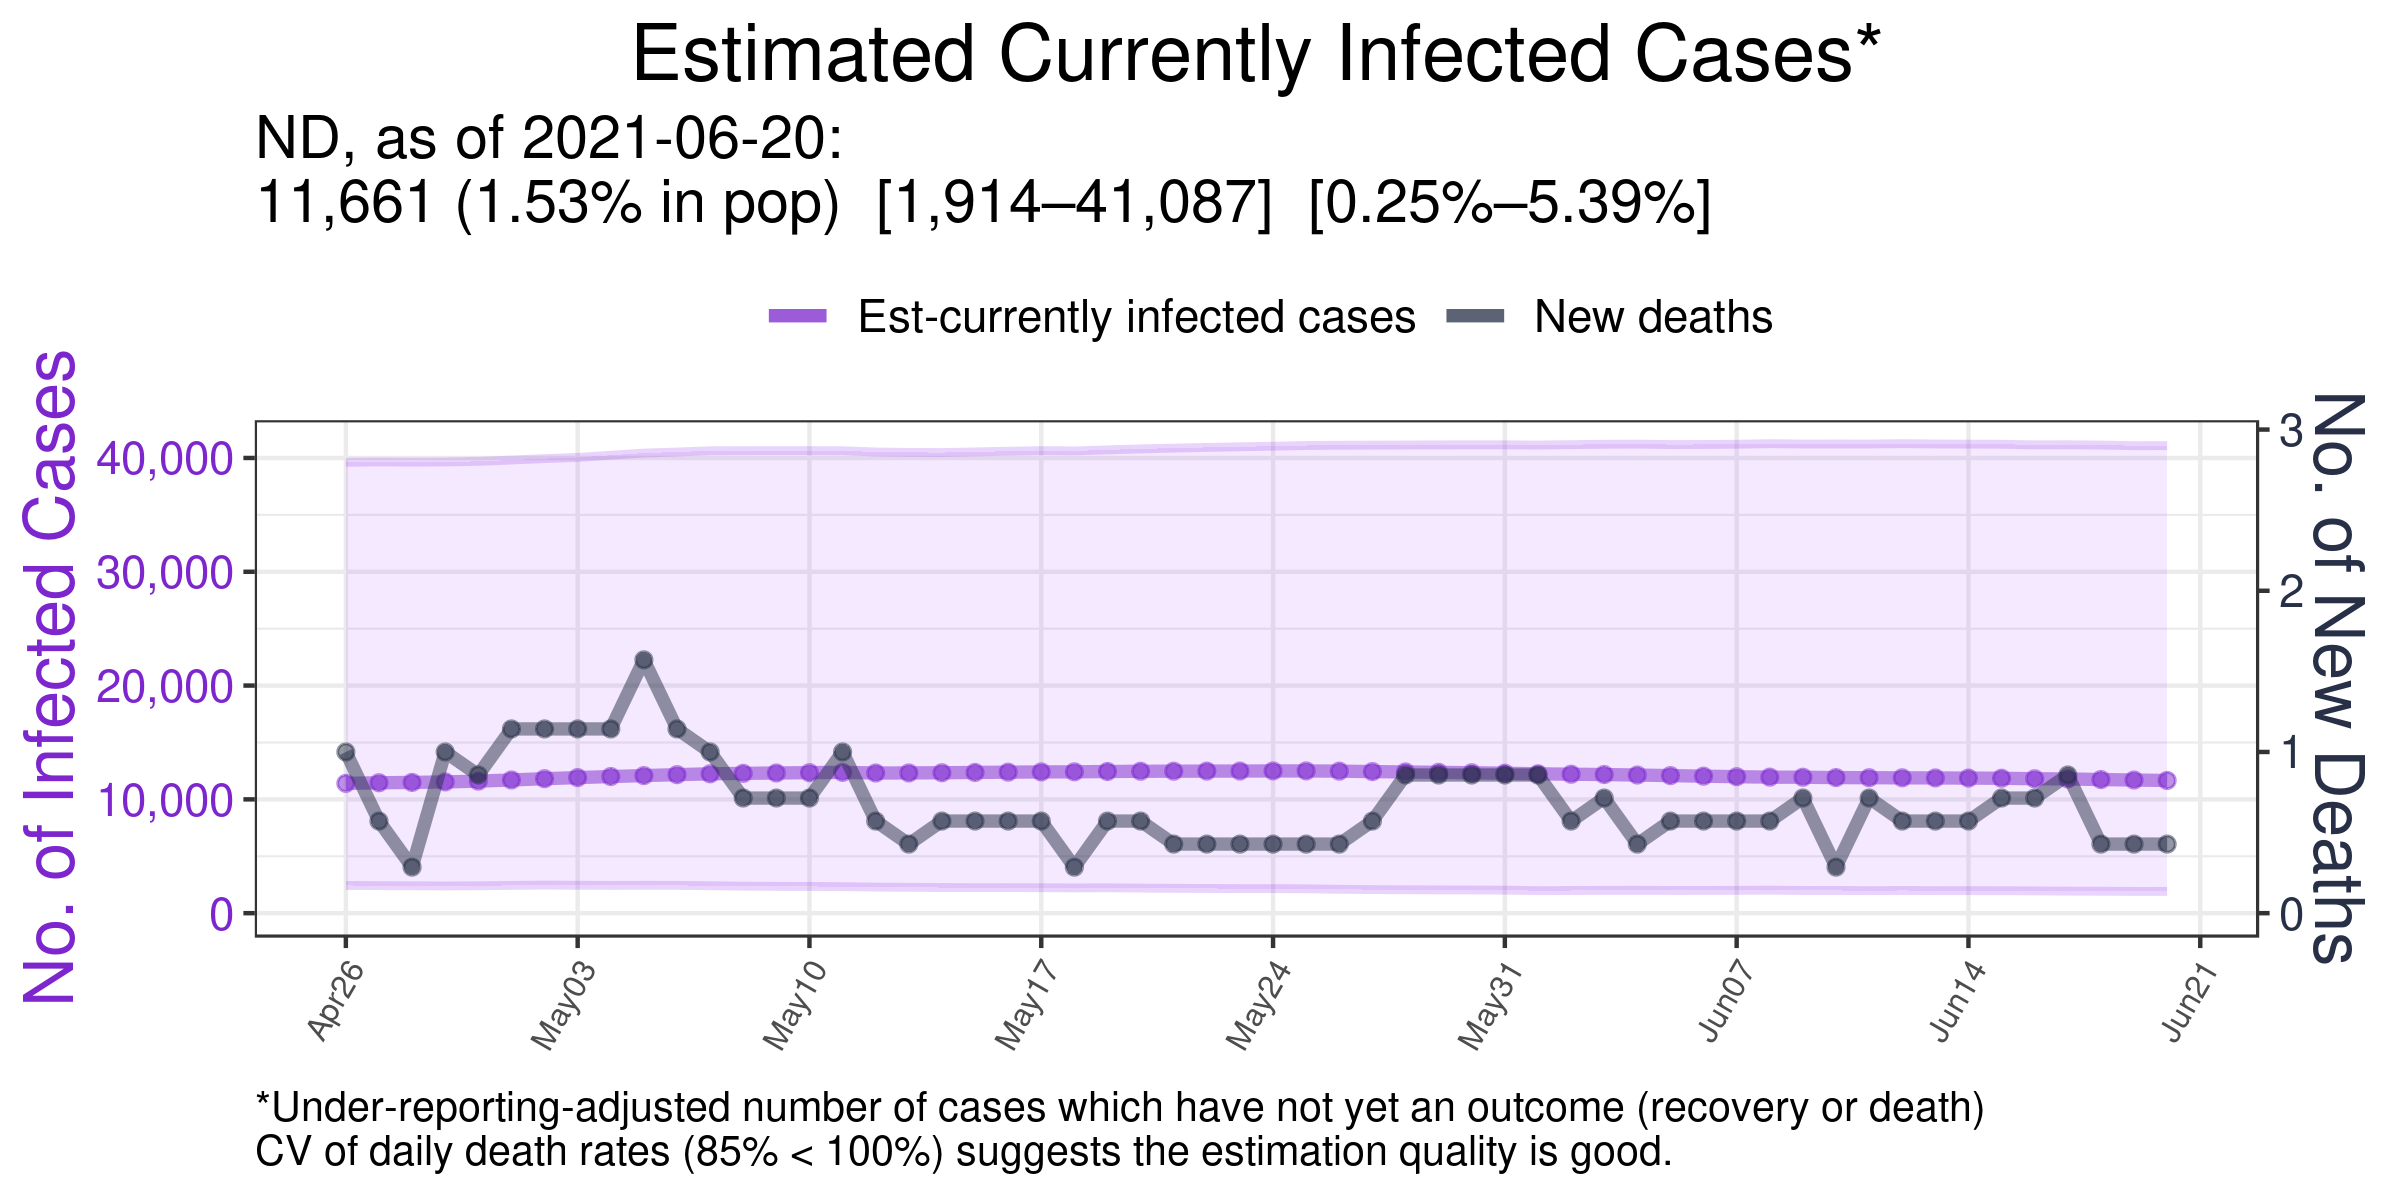 Estimated Currently Infected Cases*
ND, as of 2021-06-20:
11,661 (1.53% in pop)  [1,914–41,087]  [0.25%–5.39%]
Est-currently infected cases
New deaths
No. of Infected Cases
40,000
30,000
20,000
10,000
0
3
2
1
0
No. of New Deaths
Apr26
May03
May10
May17
May24
May31
Jun07
Jun14
Jun21
*Under-reporting-adjusted number of cases which have not yet an outcome (recovery or death)
CV of daily death rates (85% < 100%) suggests the estimation quality is good.